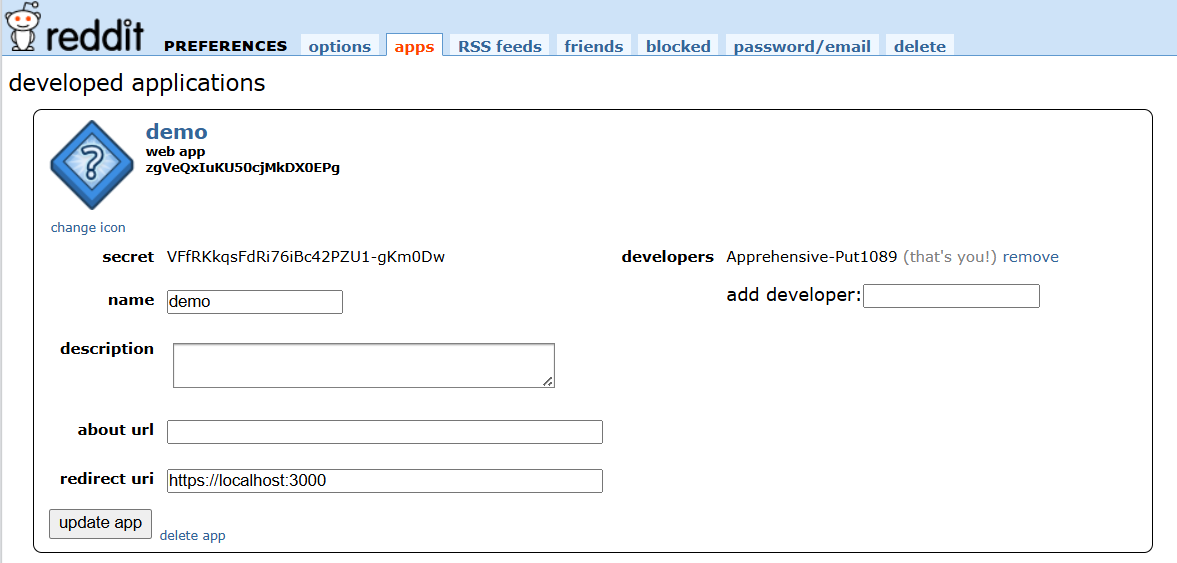 reddit PREFERENCES options apps RSS feeds friends blocked password/email delete
developed applications
?
demo
web app
zgVeQxIuKU50cjMkDX0EPg
change icon
secret VFfRKkqsFdRi76iBc42PZU1-gKm0Dw
developers Apprehensive-Put1089 (that's you!) remove
add developer:
name demo
description
about url
redirect uri https://localhost:3000
update app delete app